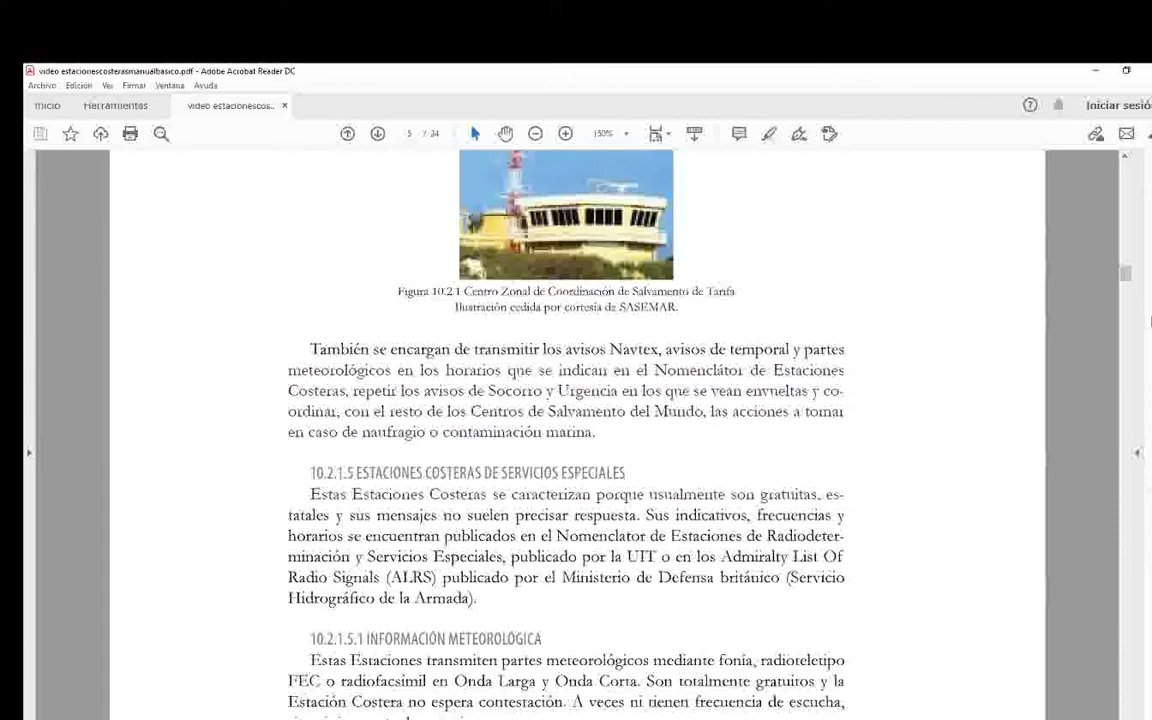 video estacionescosterasmanualbasico.pdf - Adobe Acrobat Reader DC
Archivo Edición Ver Firmar Ventana Ayuda
Inicio Herramientas video estacionescos.. × Iniciar sesió
5 / 24 150%
Figura 10.2.1 Centro Zonal de Coordinación de Salvamento de Tarifa
Ilustración cedida por cortesía de SASEMAR.
También se encargan de transmitir los avisos Navtex, avisos de temporal y partes
meteorológicos en los horarios que se indican en el Nomenclátor de Estaciones
Costeras, repetir los avisos de Socorro y Urgencia en los que se vean envueltas y co-
ordinar, con el resto de los Centros de Salvamento del Mundo, las acciones a tomar
en caso de naufragio o contaminación marina.
10.2.1.5 ESTACIONES COSTERAS DE SERVICIOS ESPECIALES
Estas Estaciones Costeras se caracterizan porque usualmente son gratuitas, es-
tatales y sus mensajes no suelen precisar respuesta. Sus indicativos, frecuencias y
horarios se encuentran publicados en el Nomenclator de Estaciones de Radiodeter-
minación y Servicios Especiales, publicado por la UIT o en los Admiralty List Of
Radio Signals (ALRS) publicado por el Ministerio de Defensa británico (Servicio
Hidrográfico de la Armada).
10.2.1.5.1 INFORMACIÓN METEOROLÓGICA
Estas Estaciones transmiten partes meteorológicos mediante fonía, radioteletipo
FEC o radiofacsímil en Onda Larga y Onda Corta. Son totalmente gratuitos y la
Estación Costera no espera contestación. A veces ni tienen frecuencia de escucha,